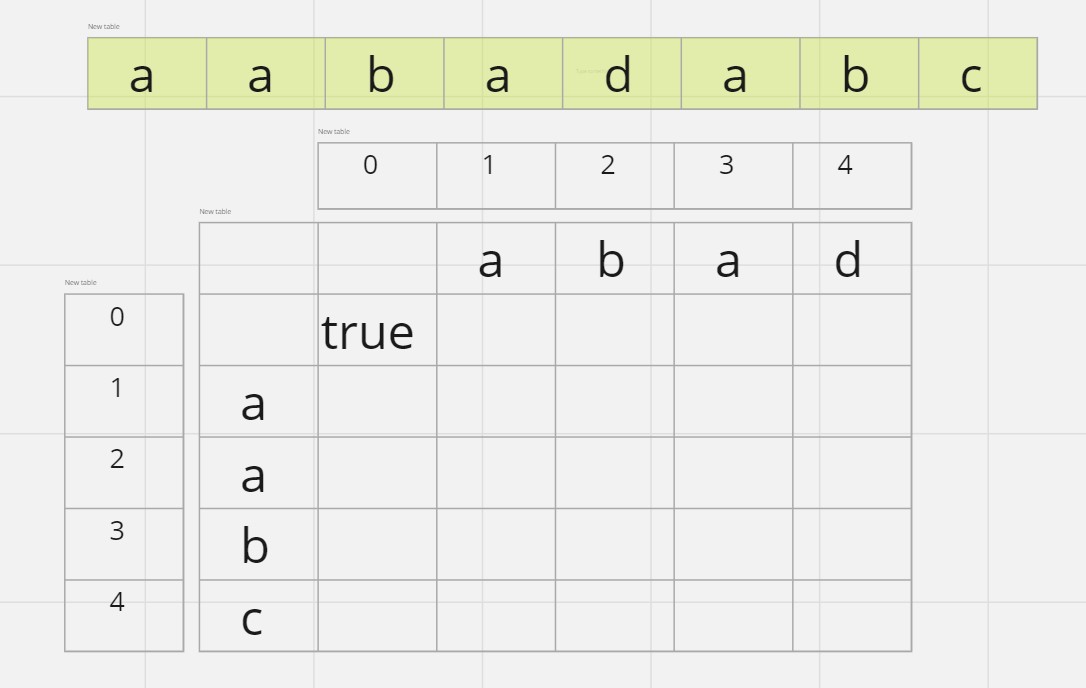 New table
a a b a d a b c
New table
0 1 2 3 4
New table
a b a d
New table
0 true
1 a
2 a
3 b
4 c